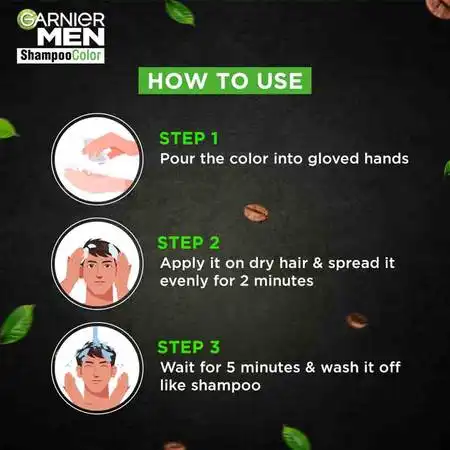 GARNIER
MEN
ShampooColor
HOW TO USE
STEP 1
Pour the color into gloved hands
STEP 2
Apply it on dry hair & spread it
evenly for 2 minutes
STEP 3
Wait for 5 minutes & wash it off
like shampoo